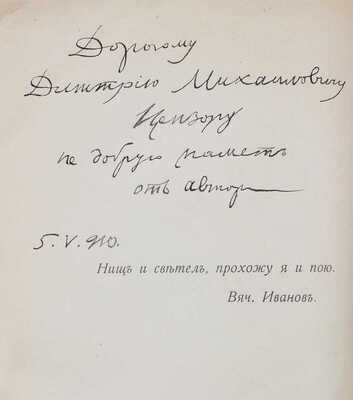 Дорогому
Дмитрію Михайловичу
Цензору
на добрую память
отъ автора
5. V. 910.
Нищъ и свѣтелъ, прохожу я и пою.
Вяч. Ивановъ.